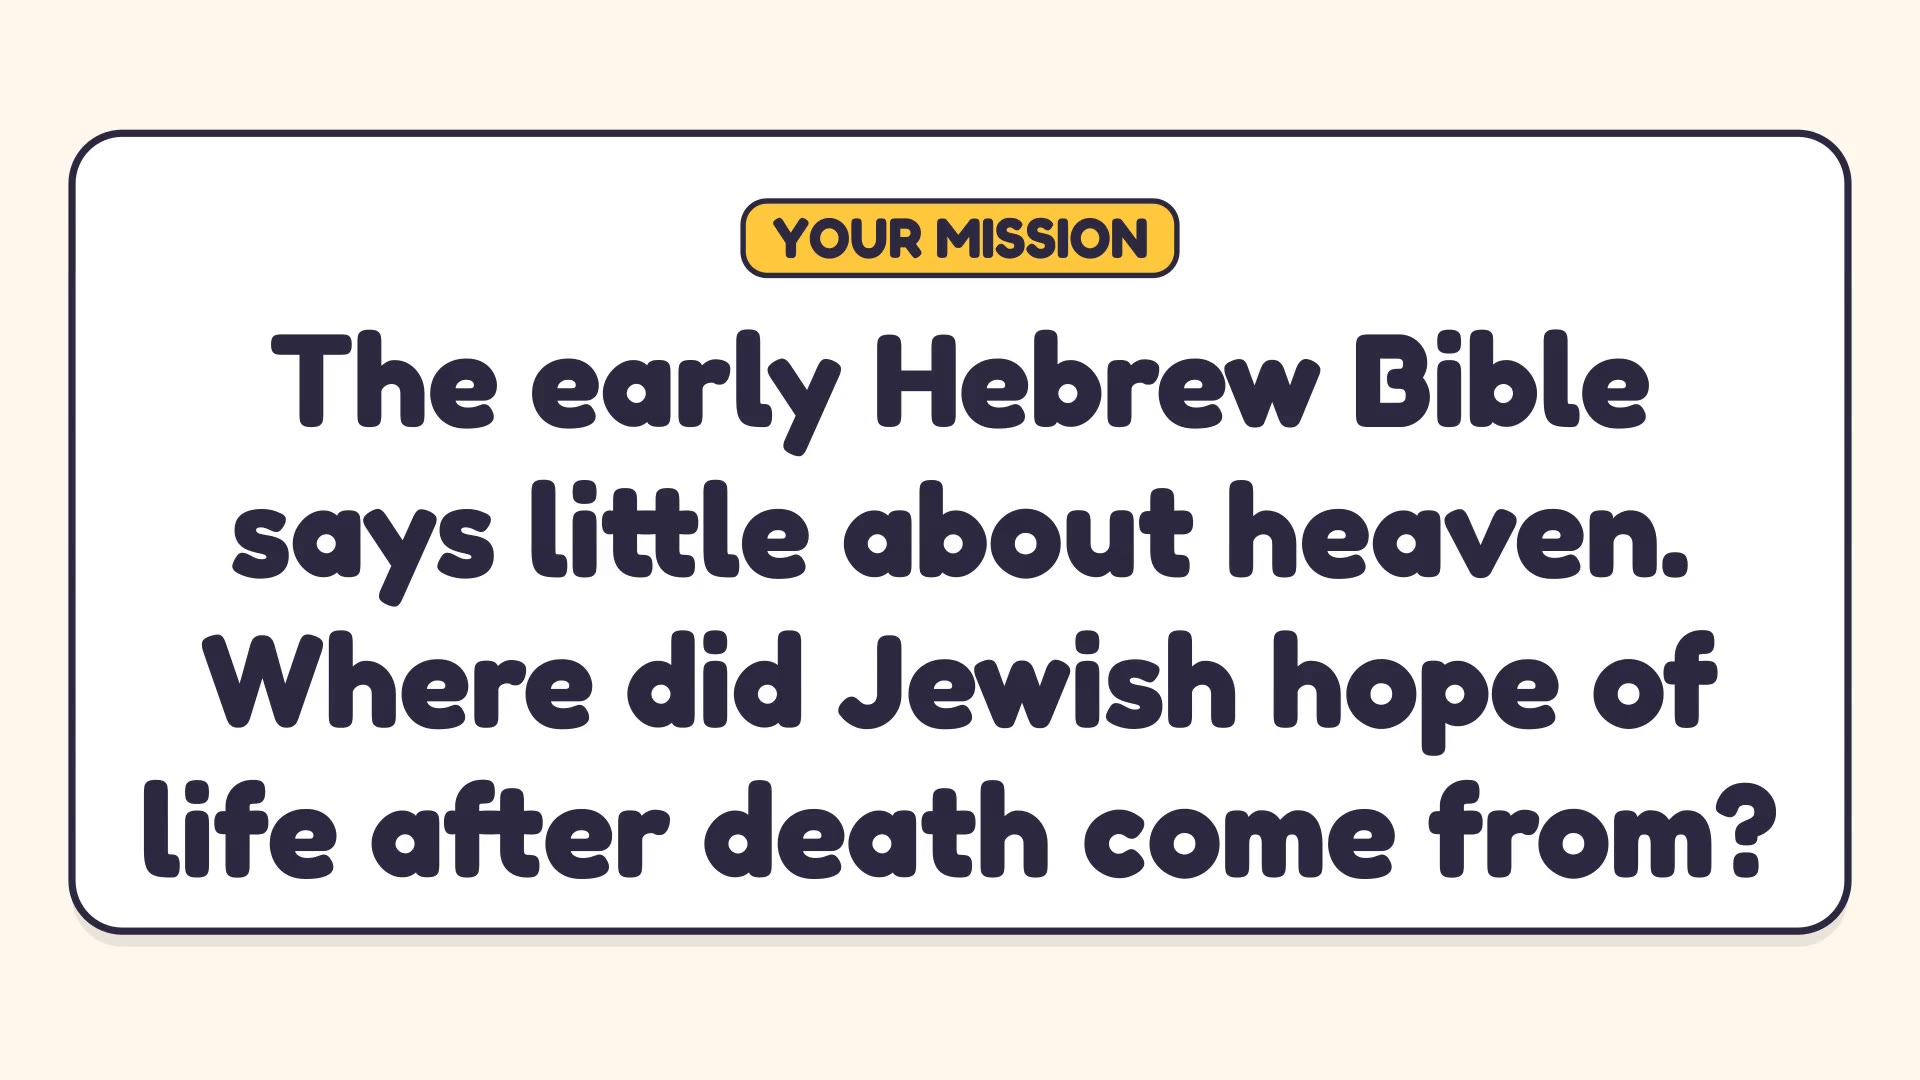 YOUR MISSION
The early Hebrew Bible
says little about heaven.
Where did Jewish hope of
life after death come from?